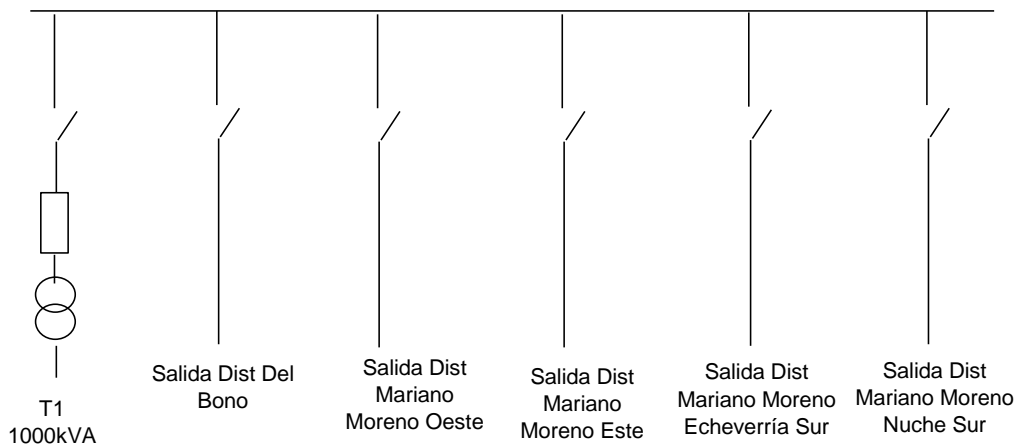 T1
1000kVA
Salida Dist Del
Bono
Salida Dist
Mariano
Moreno Oeste
Salida Dist
Mariano
Moreno Este
Salida Dist
Mariano Moreno
Echeverría Sur
Salida Dist
Mariano Moreno
Nuche Sur